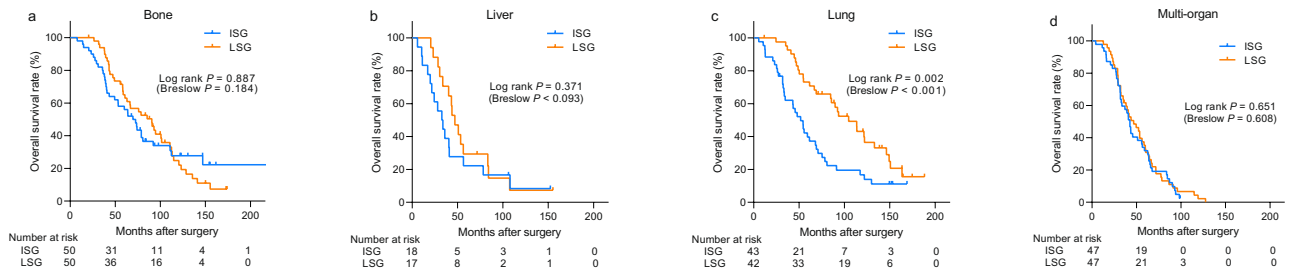 a
Bone
ISG
LSG
Log rank P = 0.887
(Breslow P = 0.184)
Overall survival rate (%)
100
80
60
40
20
0
0 50 100 150 200
Months after surgery
Number at risk
ISG 50 31 11 4 1
LSG 50 36 16 4 0
b
Liver
ISG
LSG
Log rank P = 0.371
(Breslow P < 0.093)
Overall survival rate (%)
100
80
60
40
20
0
0 50 100 150 200
Months after surgery
Number at risk
ISG 18 5 3 1 0
LSG 17 8 2 1 0
c
Lung
ISG
LSG
Log rank P = 0.002
(Breslow P < 0.001)
Overall survival rate (%)
100
80
60
40
20
0
0 50 100 150 200
Months after surgery
Number at risk
ISG 43 21 7 3 0
LSG 42 33 19 6 0
d
Multi-organ
ISG
LSG
Log rank P = 0.651
(Breslow P = 0.608)
Overall survival rate (%)
100
80
60
40
20
0
0 50 100 150 200
Months after surgery
Number at risk
ISG 47 19 0 0 0
LSG 47 21 3 0 0